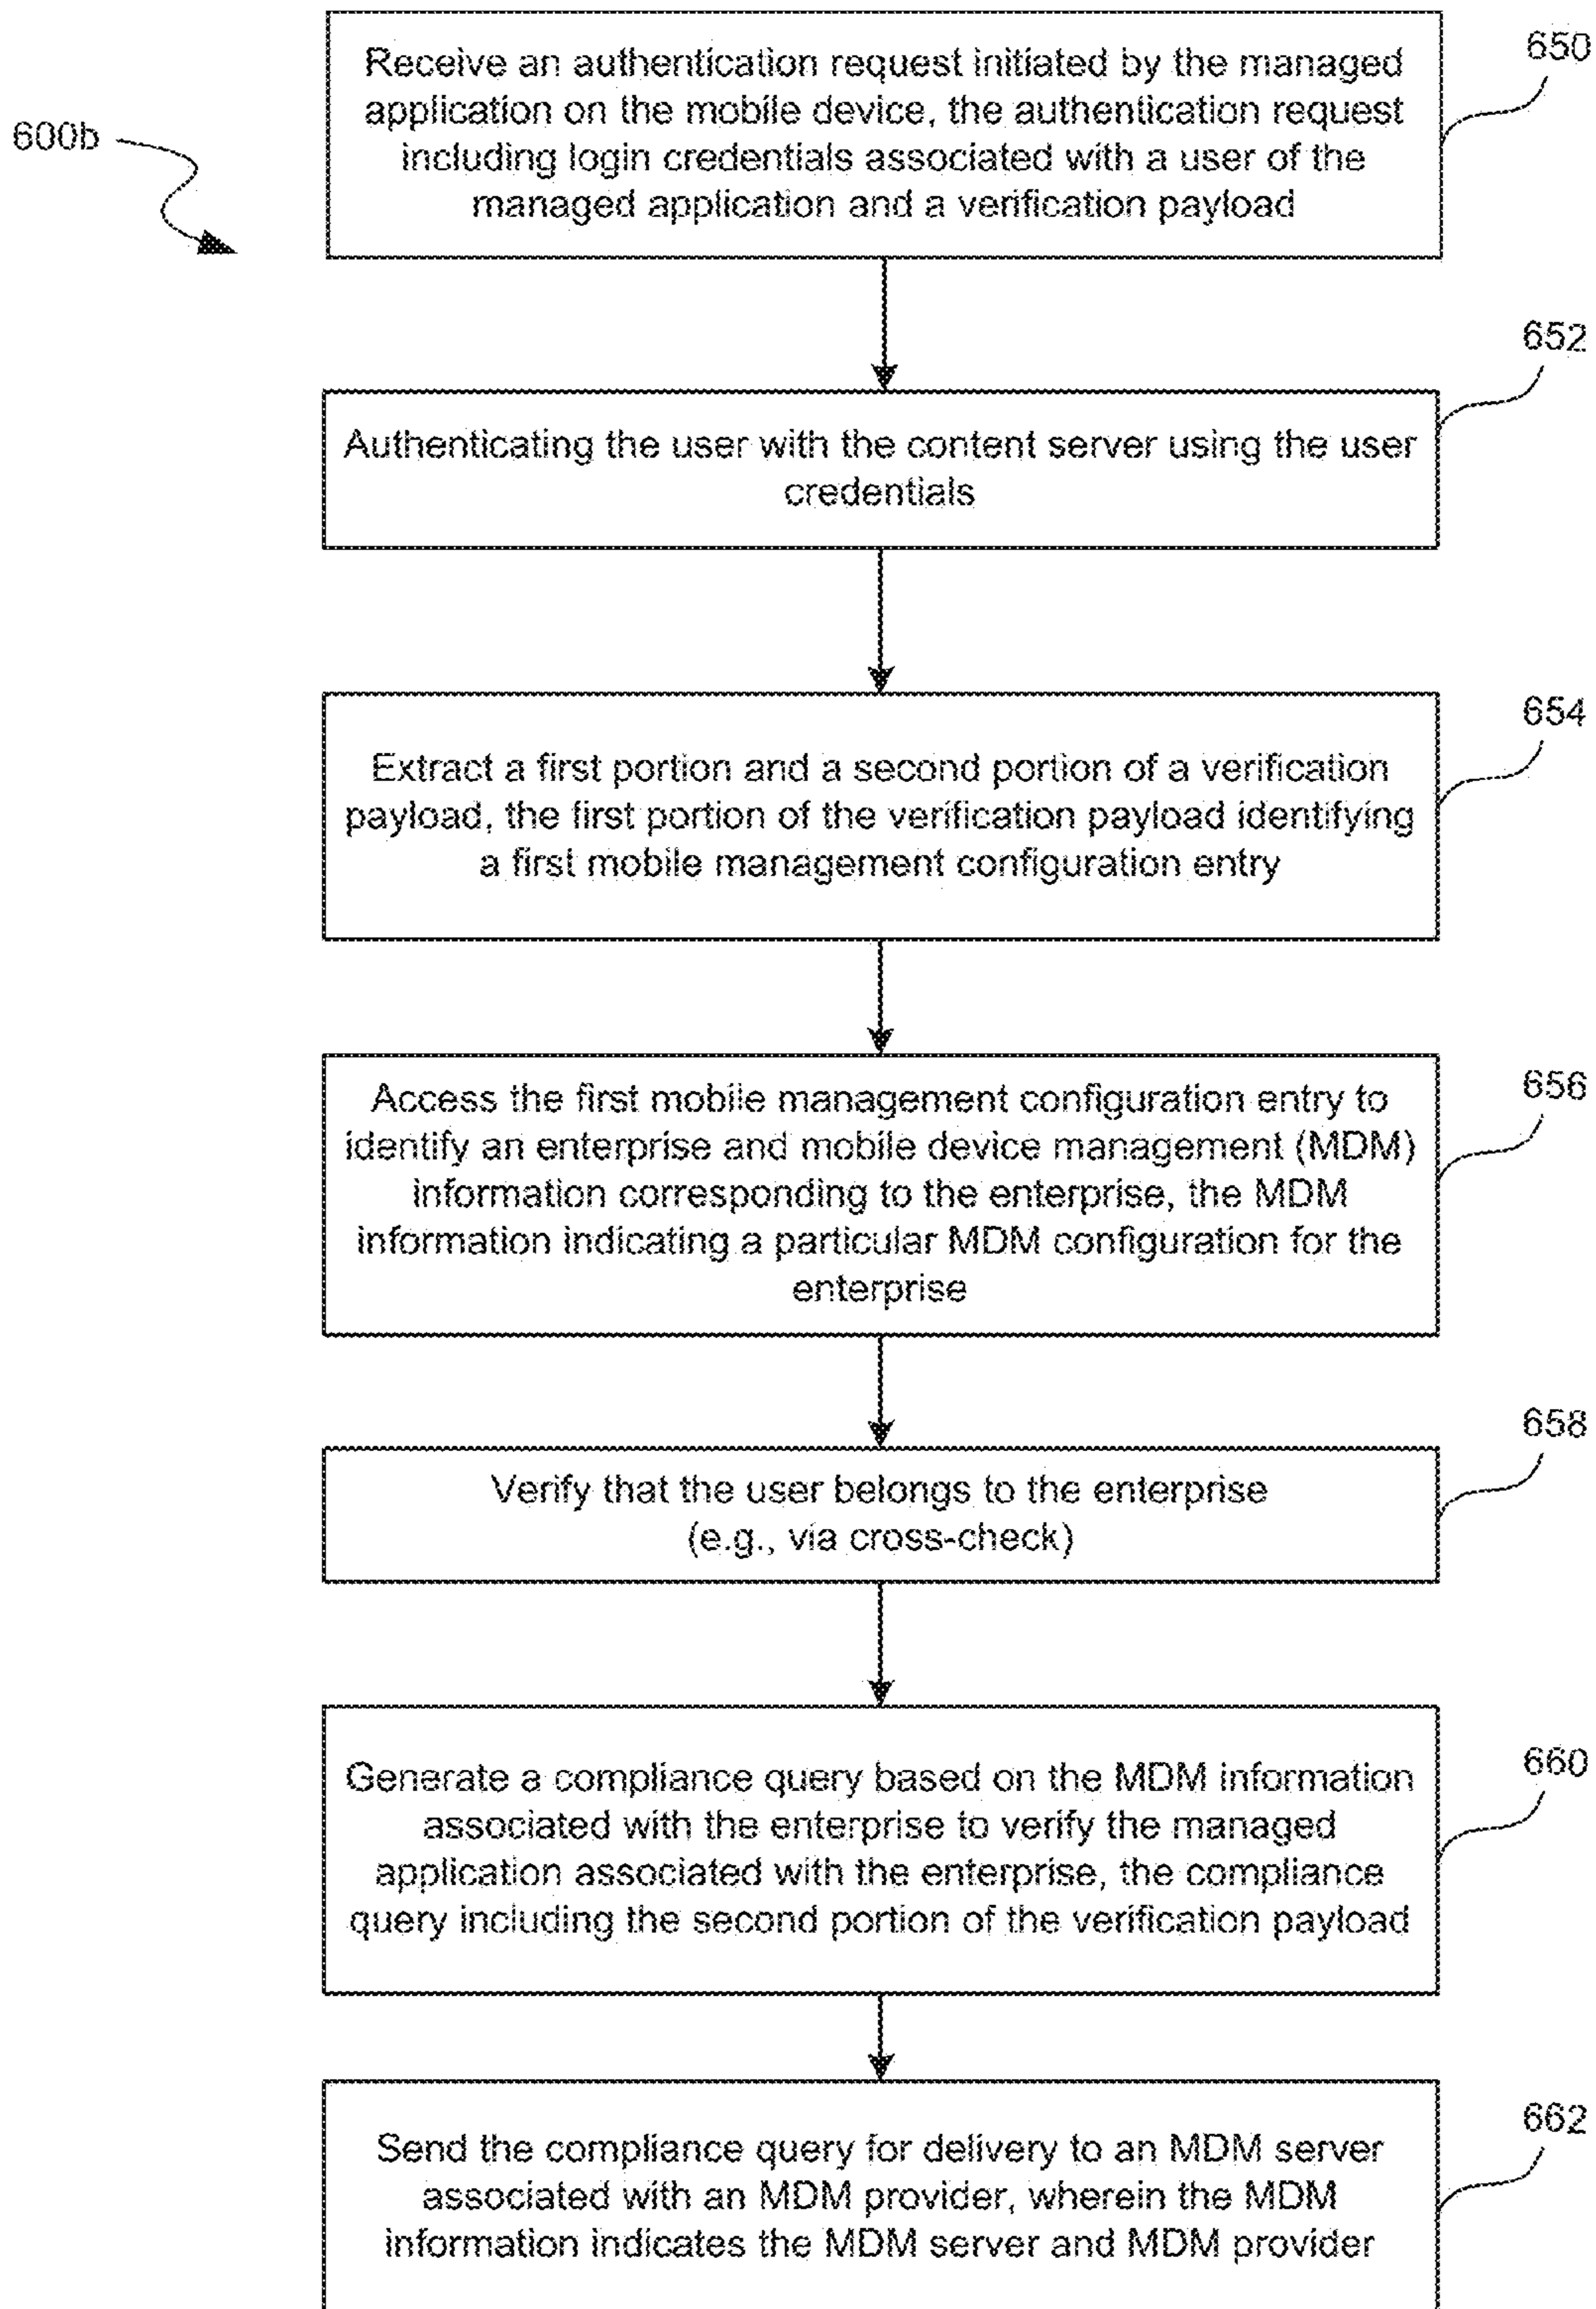 600b
650
Receive an authentication request initiated by the managed
application on the mobile device, the authentication request
including login credentials associated with a user of the
managed application and a verification payload
652
Authenticating the user with the content server using the user
credentials
654
Extract a first portion and a second portion of a verification
payload, the first portion of the verification payload identifying
a first mobile management configuration entry
656
Access the first mobile management configuration entry to
identify an enterprise and mobile device management (MDM)
information corresponding to the enterprise, the MDM
information indicating a particular MDM configuration for the
enterprise
658
Verify that the user belongs to the enterprise
(e.g., via cross-check)
660
Generate a compliance query based on the MDM information
associated with the enterprise to verify the managed
application associated with the enterprise, the compliance
query including the second portion of the verification payload
662
Send the compliance query for delivery to an MDM server
associated with an MDM provider, wherein the MDM
information indicates the MDM server and MDM provider